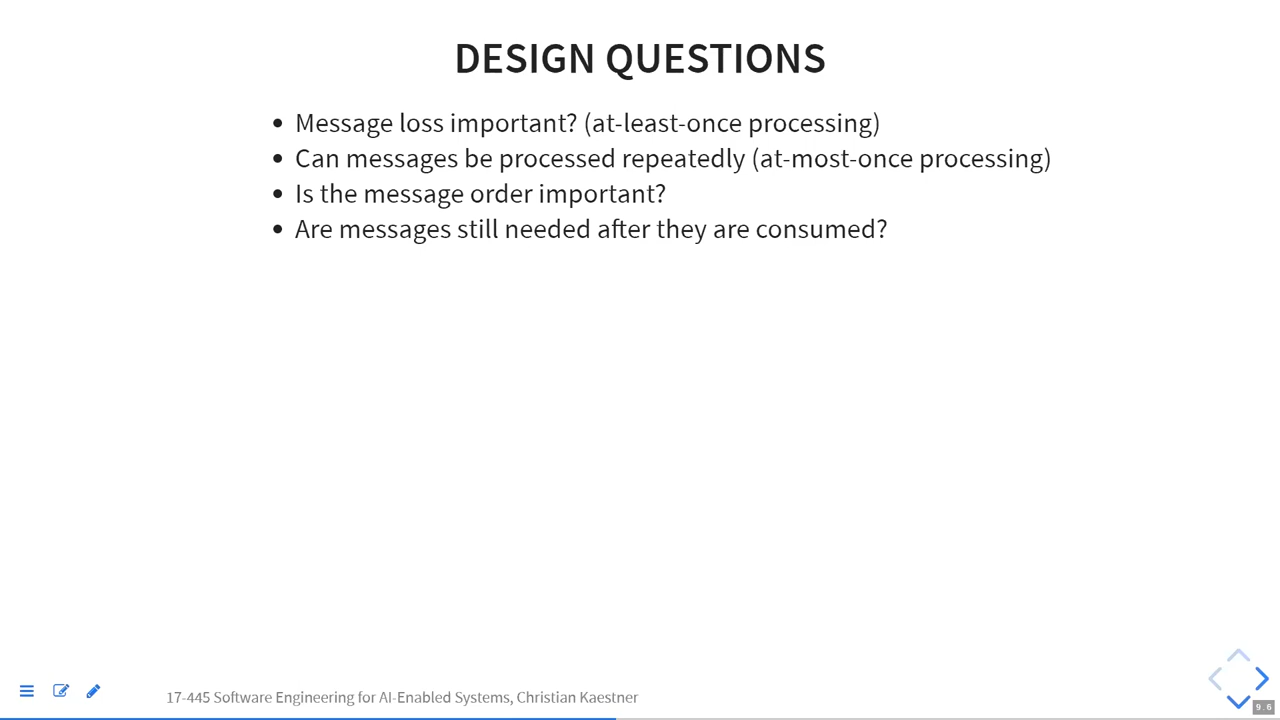 DESIGN QUESTIONS
• Message loss important? (at-least-once processing)
• Can messages be processed repeatedly (at-most-once processing)
• Is the message order important?
• Are messages still needed after they are consumed?
17-445 Software Engineering for AI-Enabled Systems, Christian Kaestner
9.6